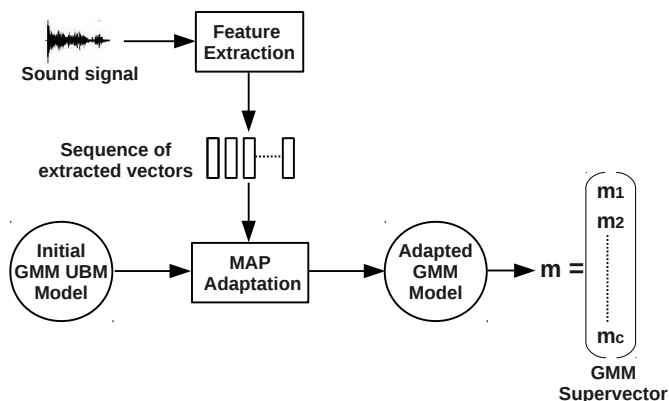 Sound signal
Feature
Extraction
Sequence of
extracted vectors
Initial
GMM UBM
Model
MAP
Adaptation
Adapted
GMM
Model
m =
m1
m2
mc
GMM
Supervector